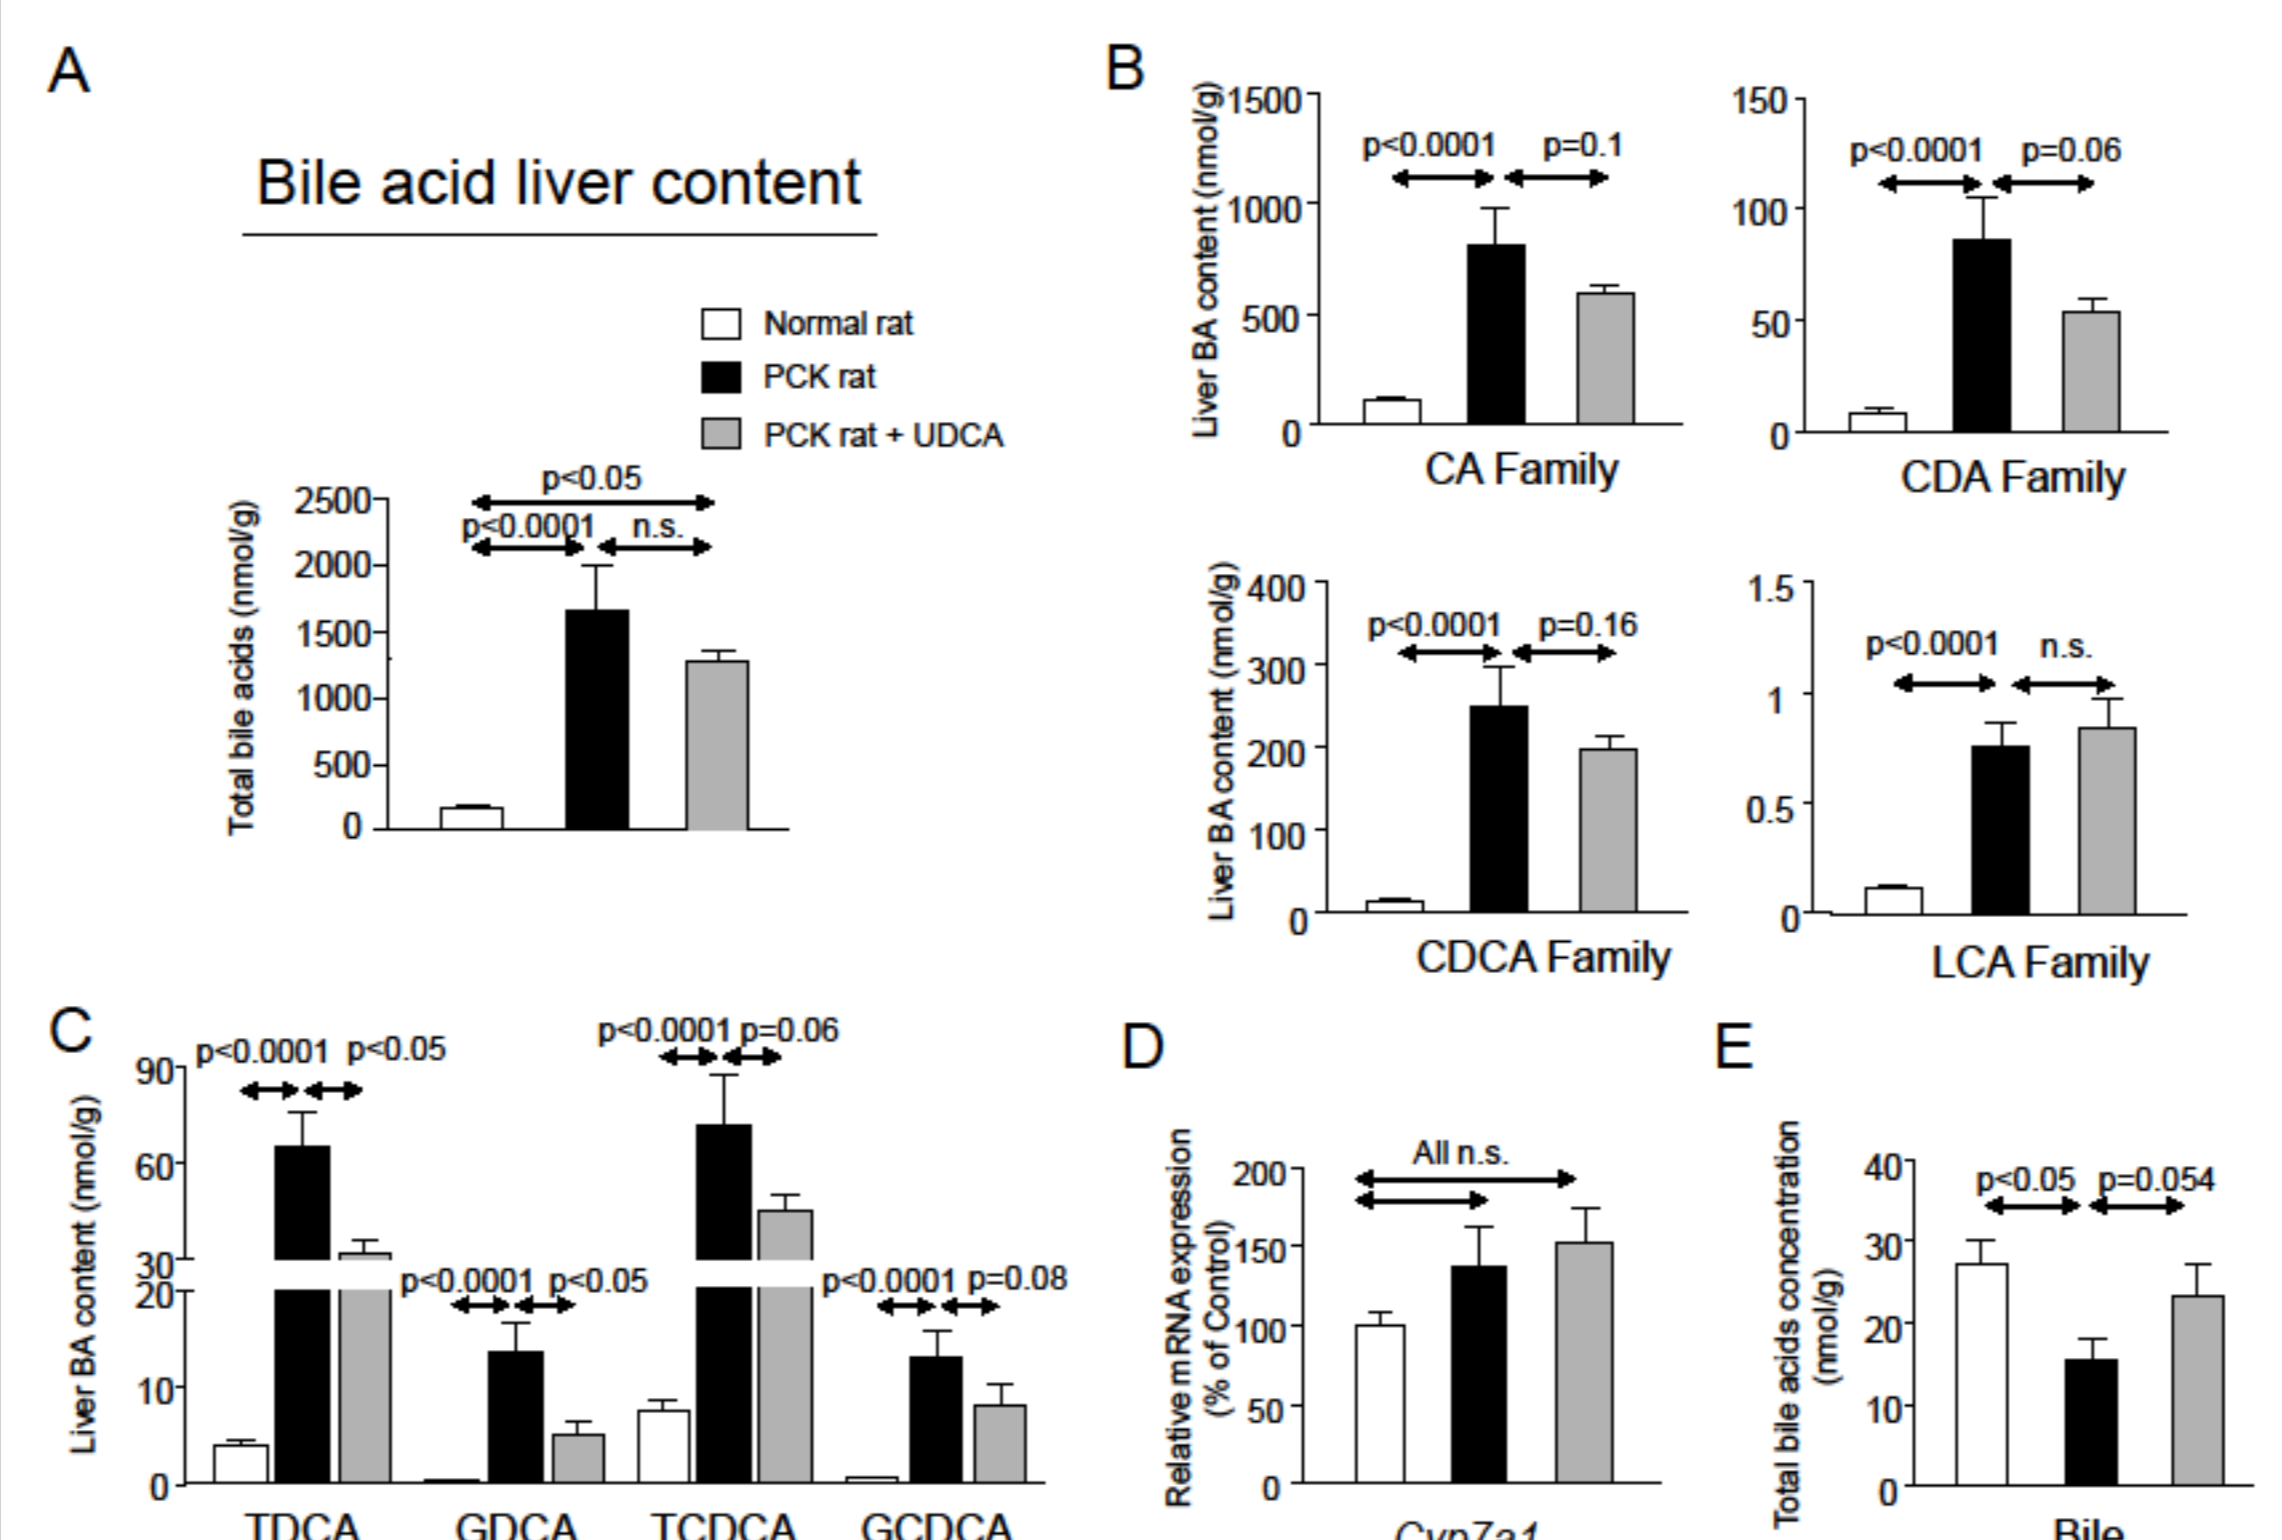 A
Bile acid liver content
Normal rat
PCK rat
PCK rat + UDCA
Total bile acids (nmol/g)
2500
2000
1500
1000
500
0
p<0.05
p<0.0001 n.s.
B
Liver BA content (nmol/g)
1500
1000
500
0
p<0.0001 p=0.1
CA Family
150
100
50
0
p<0.0001 p=0.06
CDA Family
Liver BA content (nmol/g)
400
300
200
100
0
p<0.0001 p=0.16
CDCA Family
1.5
1
0.5
0
p<0.0001 n.s.
LCA Family
C
Liver BA content (nmol/g)
90
60
30
20
10
0
p<0.0001 p<0.05
p<0.0001 p<0.05
p<0.0001 p=0.06
p<0.0001 p=0.08
TDCA GDCA TCDCA GCDCA
D
Relative mRNA expression
(% of Control)
200
150
100
50
0
All n.s.
Cyp7a1
E
Total bile acids concentration
(nmol/g)
40
30
20
10
0
p<0.05 p=0.054
Bile